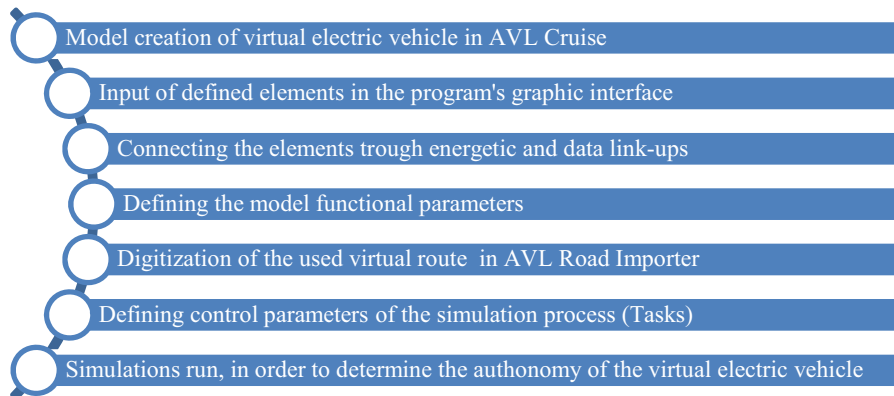 Model creation of virtual electric vehicle in AVL Cruise
Input of defined elements in the program's graphic interface
Connecting the elements trough energetic and data link-ups
Defining the model functional parameters
Digitization of the used virtual route in AVL Road Importer
Defining control parameters of the simulation process (Tasks)
Simulations run, in order to determine the authonomy of the virtual electric vehicle